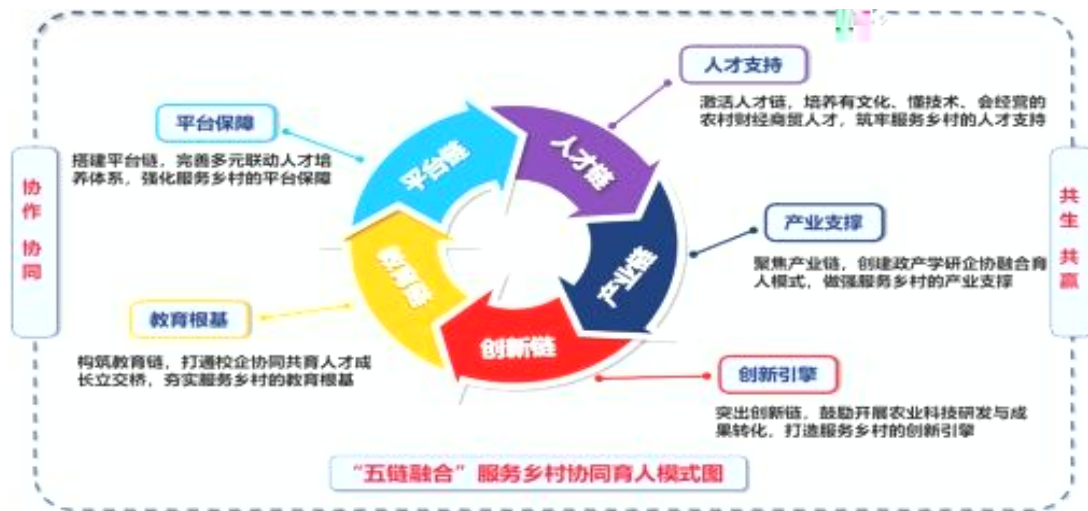 人才支持
激活人才链，培养有文化、懂技术、会经营的
农村财经商贸人才，筑牢服务乡村的人才支持
平台保障
搭建平台链，完善多元联动人才培
养体系，强化服务乡村的平台保障
平台链
人才链
协作 协同
共生 共赢
产业支撑
聚焦产业链，创建政产学研企协融合育
人模式，做强服务乡村的产业支撑
教育链
产业链
创新链
教育根基
构筑教育链，打通校企协同共育人才成
长立交桥，夯实服务乡村的教育根基
创新引擎
突出创新链，鼓励开展农业科技研发与成
果转化，打造服务乡村的创新引擎
“五链融合”服务乡村协同育人模式图